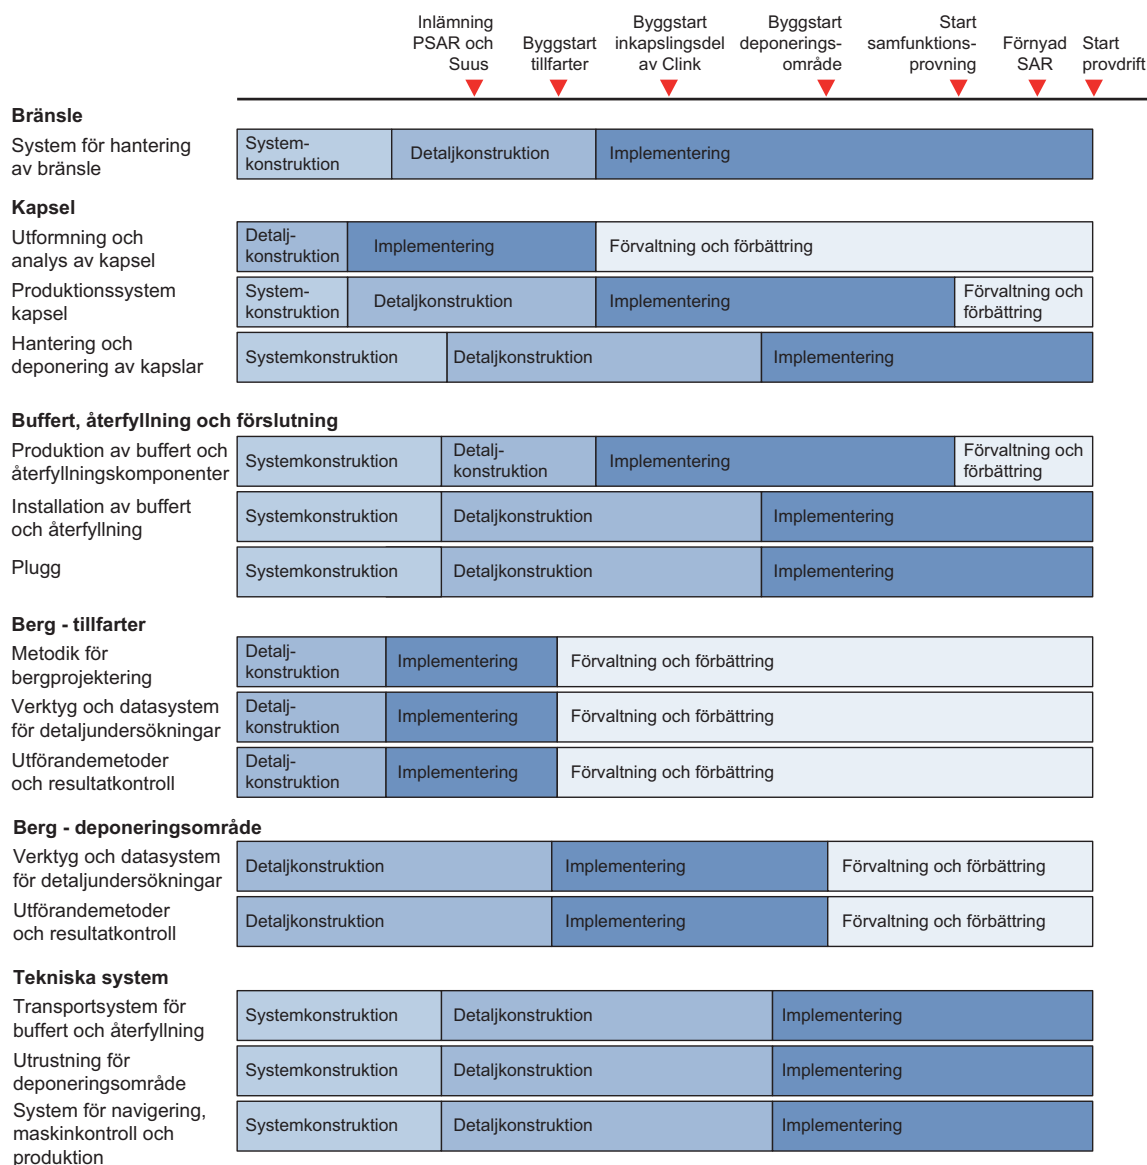 Inlämning
PSAR och
Suus
Byggstart
tillfarter
Byggstart
inkapslingsdel
av Clink
Byggstart
deponerings-
område
Start
samfunktions-
provning
Förnyad
SAR
Start
provdrift
Bränsle
System för hantering
av bränsle
System-
konstruktion
Detaljkonstruktion
Implementering
Kapsel
Utformning och
analys av kapsel
Detalj-
konstruktion
Implementering
Förvaltning och förbättring
Produktionssystem
kapsel
System-
konstruktion
Detaljkonstruktion
Implementering
Förvaltning och
förbättring
Hantering och
deponering av kapslar
Systemkonstruktion
Detaljkonstruktion
Implementering
Buffert, återfyllning och förslutning
Produktion av buffert och
återfyllningskomponenter
Systemkonstruktion
Detalj-
konstruktion
Implementering
Förvaltning och
förbättring
Installation av buffert
och återfyllning
Systemkonstruktion
Detaljkonstruktion
Implementering
Plugg
Systemkonstruktion
Detaljkonstruktion
Implementering
Berg - tillfarter
Metodik för
bergprojektering
Detalj-
konstruktion
Implementering
Förvaltning och förbättring
Verktyg och datasystem
för detaljundersökningar
Detalj-
konstruktion
Implementering
Förvaltning och förbättring
Utförandemetoder
och resultatkontroll
Detalj-
konstruktion
Implementering
Förvaltning och förbättring
Berg - deponeringsområde
Verktyg och datasystem
för detaljundersökningar
Detaljkonstruktion
Implementering
Förvaltning och förbättring
Utförandemetoder
och resultatkontroll
Detaljkonstruktion
Implementering
Förvaltning och förbättring
Tekniska system
Transportsystem för
buffert och återfyllning
Systemkonstruktion
Detaljkonstruktion
Implementering
Utrustning för
deponeringsområde
Systemkonstruktion
Detaljkonstruktion
Implementering
System för navigering,
maskinkontroll och
produktion
Systemkonstruktion
Detaljkonstruktion
Implementering